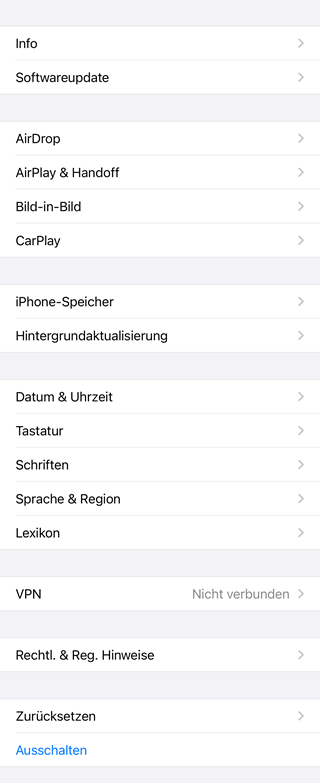 Info
Softwareupdate
AirDrop
AirPlay & Handoff
Bild-in-Bild
CarPlay
iPhone-Speicher
Hintergrundaktualisierung
Datum & Uhrzeit
Tastatur
Schriften
Sprache & Region
Lexikon
VPN Nicht verbunden
Rechtl. & Reg. Hinweise
Zurücksetzen
Ausschalten